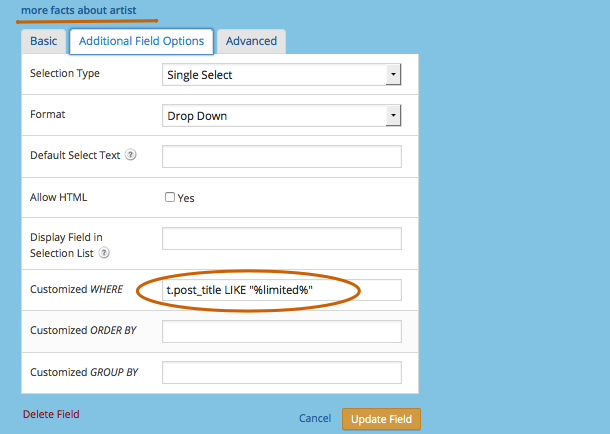 more facts about artist
Basic Additional Field Options Advanced
Selection Type Single Select
Format Drop Down
Default Select Text ?
Allow HTML Yes
Display Field in
Selection List ?
Customized WHERE t.post_title LIKE "%limited%"
Customized ORDER BY
Customized GROUP BY
Delete Field Cancel Update Field